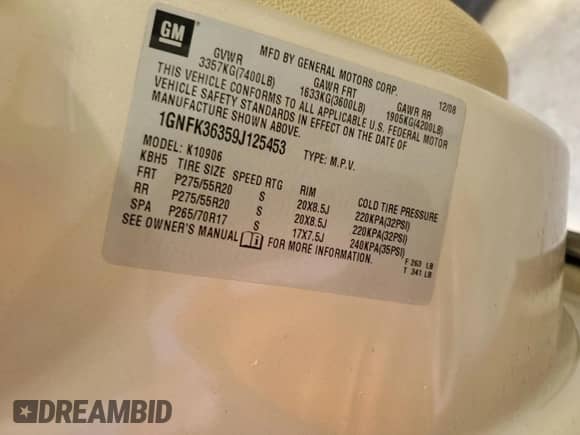 GM
MFD BY GENERAL MOTORS CORP. 12/08
GVWR GAWR FRT GAWR RR
3357KG(7400LB) 1633KG(3600LB) 1905KG(4200LB)
THIS VEHICLE CONFORMS TO ALL APPLICABLE U.S. FEDERAL MOTOR
VEHICLE SAFETY STANDARDS IN EFFECT ON THE DATE OF
MANUFACTURE SHOWN ABOVE.
1GNFK36359J125453 TYPE: M.P.V.
MODEL: K10906
KBH5 TIRE SIZE SPEED RTG RIM COLD TIRE PRESSURE
FRT P275/55R20 S 20X8.5J 220KPA(32PSI)
RR P275/55R20 S 20X8.5J 220KPA(32PSI)
SPA P265/70R17 S 17X7.5J 240KPA(35PSI)
SEE OWNER'S MANUAL FOR MORE INFORMATION.
F 263 LB
T 341 LB
DREAMBID